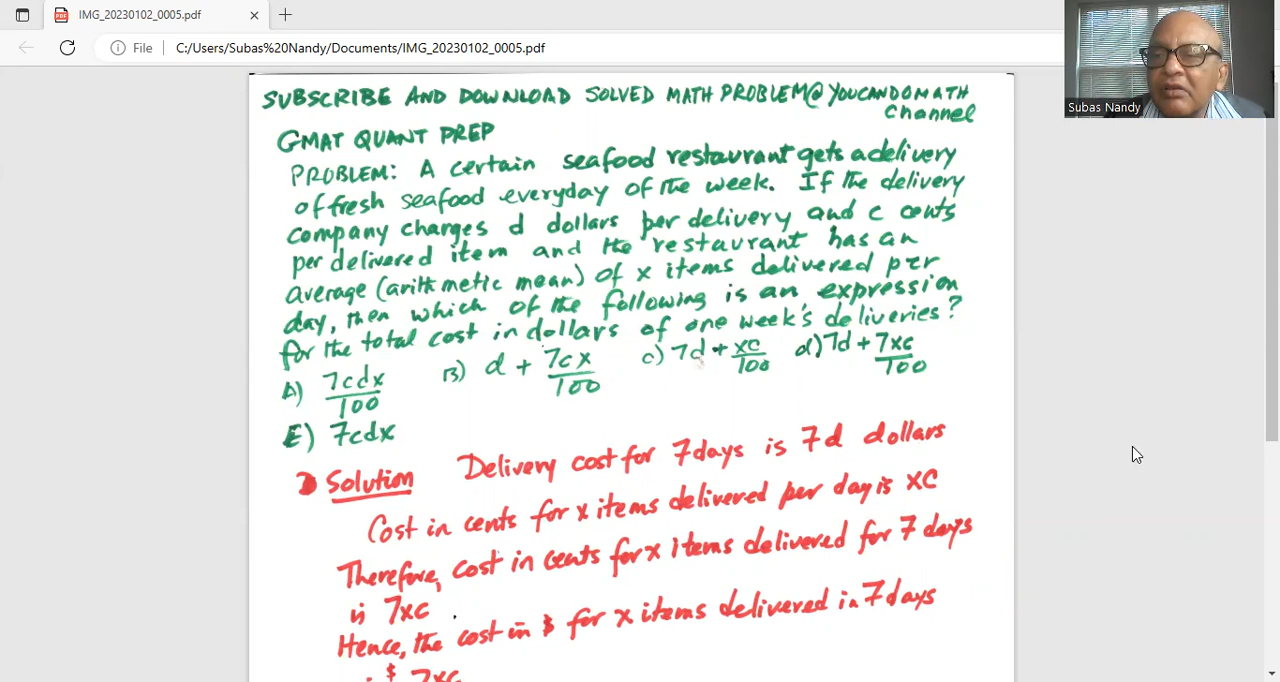 IMG_20230102_0005.pdf
File C:/Users/Subas%20Nandy/Documents/IMG_20230102_0005.pdf
Subas Nandy
SUBSCRIBE AND DOWNLOAD SOLVED MATH PROBLEM@YOUCANDOMATH
channel
GMAT QUANT PREP
PROBLEM: A certain seafood restaurant gets a delivery
of fresh seafood everyday of the week. If the delivery
company charges d dollars per delivery and c cents
per delivered item and the restaurant has an
average (arithmetic mean) of x items delivered per
day, then which of the following is an expression
for the total cost in dollars of one week's deliveries?
A) 7cdx/100 B) d + 7cx/100 c) 7d + xc/100 d) 7d + 7xc/100
E) 7cdx
Solution Delivery cost for 7 days is 7d dollars
Cost in cents for x items delivered per day is xc
Therefore, cost in cents for x items delivered for 7 days
is 7xc
Hence, the cost in $ for x items delivered in 7 days
is $ 7xc